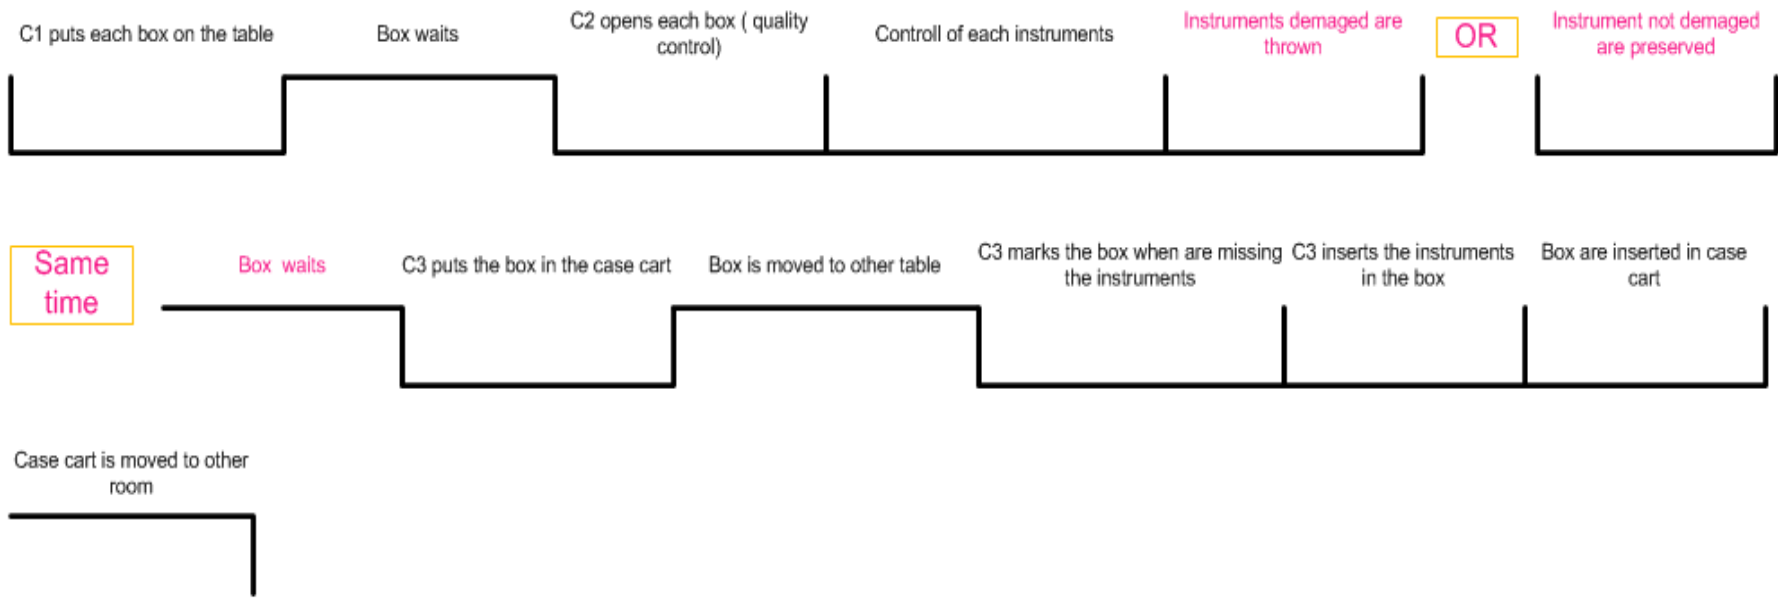 C1 puts each box on the table
Box waits
C2 opens each box ( quality
control)
Controll of each instruments
Instruments demaged are
thrown
OR
Instrument not demaged
are preserved
Same
time
Box waits
C3 puts the box in the case cart
Box is moved to other table
C3 marks the box when are missing
the instruments
C3 inserts the instruments
in the box
Box are inserted in case
cart
Case cart is moved to other
room